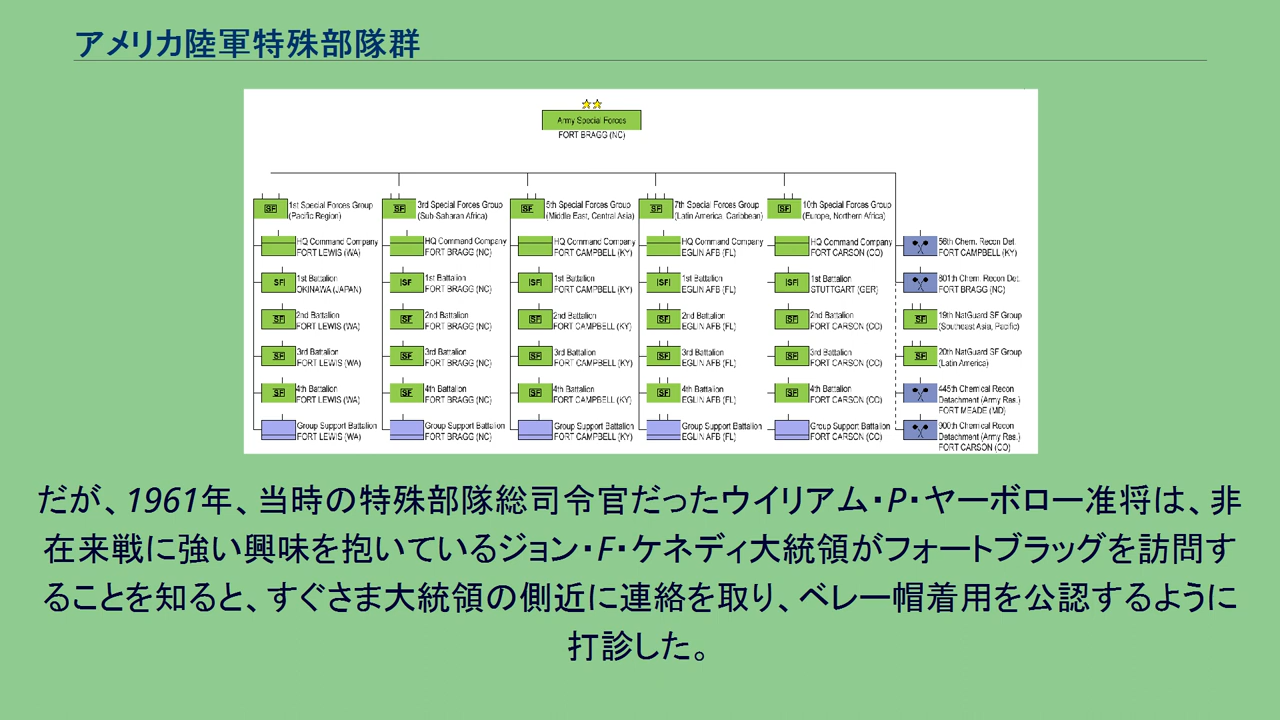 アメリカ陸軍特殊部隊群
Army Special Forces
FORT BRAGG (NC)
1st Special Forces Group
(Pacific Region)
HQ Command Company
FORT LEWIS (WA)
1st Battalion
OKINAWA (JAPAN)
2nd Battalion
FORT LEWIS (WA)
3rd Battalion
FORT LEWIS (WA)
4th Battalion
FORT LEWIS (WA)
Group Support Battalion
FORT LEWIS (WA)
3rd Special Forces Group
(Sub-Saharan Africa)
HQ Command Company
FORT BRAGG (NC)
1st Battalion
FORT BRAGG (NC)
2nd Battalion
FORT BRAGG (NC)
3rd Battalion
FORT BRAGG (NC)
4th Battalion
FORT BRAGG (NC)
Group Support Battalion
FORT BRAGG (NC)
5th Special Forces Group
(Middle East, Central Asia)
HQ Command Company
FORT CAMPBELL (KY)
1st Battalion
FORT CAMPBELL (KY)
2nd Battalion
FORT CAMPBELL (KY)
3rd Battalion
FORT CAMPBELL (KY)
4th Battalion
FORT CAMPBELL (KY)
Group Support Battalion
FORT CAMPBELL (KY)
7th Special Forces Group
(Latin America, Caribbean)
HQ Command Company
EGLIN AFB (FL)
1st Battalion
EGLIN AFB (FL)
2nd Battalion
EGLIN AFB (FL)
3rd Battalion
EGLIN AFB (FL)
4th Battalion
EGLIN AFB (FL)
Group Support Battalion
EGLIN AFB (FL)
10th Special Forces Group
(Europe, Northern Africa)
HQ Command Company
FORT CARSON (CO)
1st Battalion
STUTTGART (GER)
2nd Battalion
FORT CARSON (CO)
3rd Battalion
FORT CARSON (CO)
4th Battalion
FORT CARSON (CO)
Group Support Battalion
FORT CARSON (CO)
56th Chem. Recon Det.
FORT CAMPBELL (KY)
801th Chem. Recon Det.
FORT BRAGG (NC)
19th NatGuard SF Group
(Southeast Asia, Pacific)
20th NatGuard SF Group
(Latin America)
445th Chemical Recon
Detachment (Army Res.)
FORT MEADE (MD)
900th Chemical Recon
Detachment (Army Res.)
FORT CARSON (CO)
だが、1961年、当時の特殊部隊総司令官だったウイリアム・P・ヤーボロー准将は、非
在来戦に強い興味を抱いているジョン・F・ケネディ大統領がフォートブラッグを訪問す
ることを知ると、すぐさま大統領の側近に連絡を取り、ベレー帽着用を公認するように
打診した。